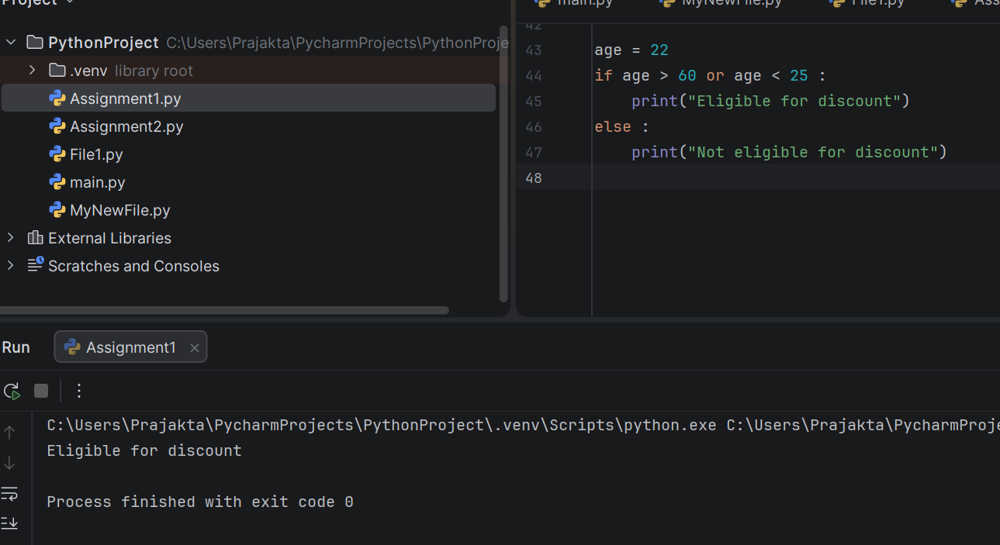 Project
PythonProject C:\Users\Prajakta\PycharmProjects\PythonProje
.venv library root
Assignment1.py
Assignment2.py
File1.py
main.py
MyNewFile.py
External Libraries
Scratches and Consoles
main.py MyNewFile.py File1.py Ass
42
43 age = 22
44 if age > 60 or age < 25 :
45 print("Eligible for discount")
46 else :
47 print("Not eligible for discount")
48
Run Assignment1
C:\Users\Prajakta\PycharmProjects\PythonProject\.venv\Scripts\python.exe C:\Users\Prajakta\PycharmProje
Eligible for discount
Process finished with exit code 0